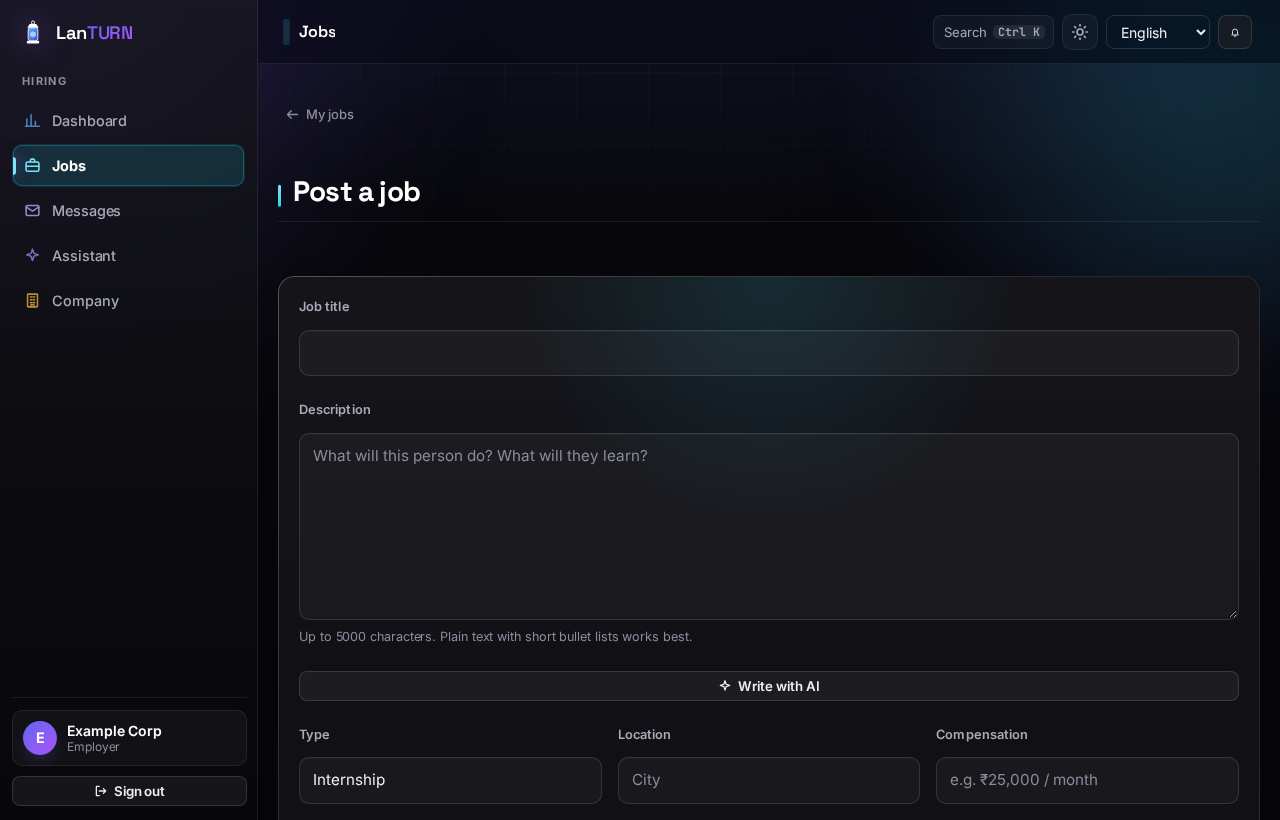 LanTURN
Jobs
Search Ctrl K
English
HIRING
Dashboard
Jobs
Messages
Assistant
Company
My jobs
Post a job
Job title
Description
What will this person do? What will they learn?
Up to 5000 characters. Plain text with short bullet lists works best.
Write with AI
Type Location Compensation
Internship City e.g. ₹25,000 / month
E
Example Corp
Employer
Sign out